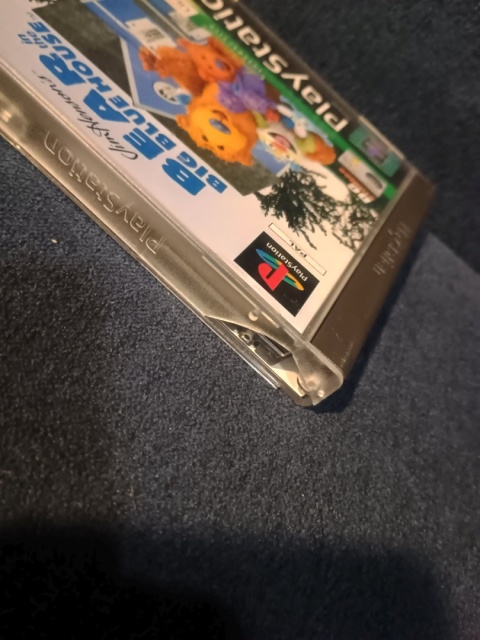 PlayStation
Jim Henson's
BEAR in the
BIG BLUE HOUSE
PAL
PlayStation
PlayStation